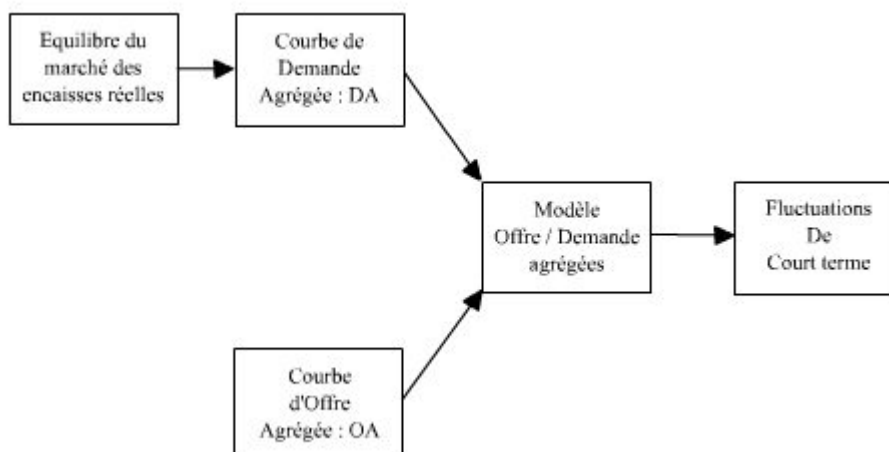 Equilibre du
marché des
encaisses réelles
Courbe de
Demande
Agrégée : DA
Modèle
Offre / Demande
agrégées
Fluctuations
De
Court terme
Courbe
d'Offre
Agrégée : OA